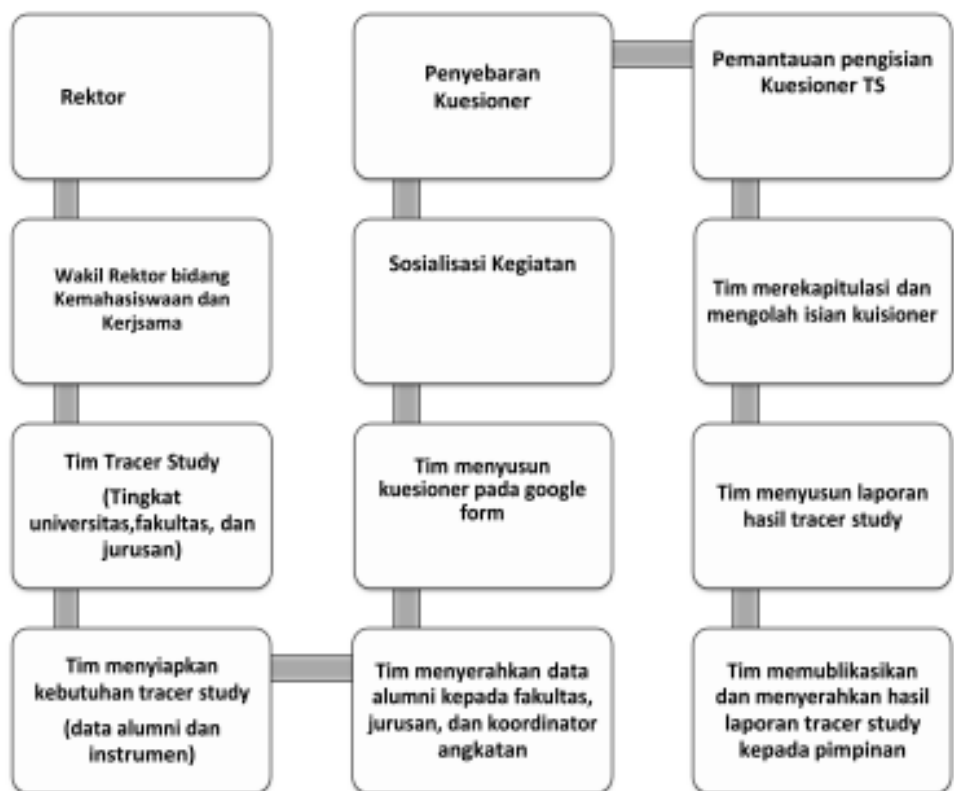 Rektor
Wakil Rektor bidang
Kemahasiswaan dan
Kerjsama
Tim Tracer Study
(Tingkat
universitas,fakultas, dan
jurusan)
Tim menyiapkan
kebutuhan tracer study
(data alumni dan
instrumen)
Tim menyerahkan data
alumni kepada fakultas,
jurusan, dan koordinator
angkatan
Tim menyusun
kuesioner pada google
form
Sosialisasi Kegiatan
Penyebaran
Kuesioner
Pemantauan pengisian
Kuesioner TS
Tim merekapitulasi dan
mengolah isian kuisioner
Tim menyusun laporan
hasil tracer study
Tim memublikasikan
dan menyerahkan hasil
laporan tracer study
kepada pimpinan